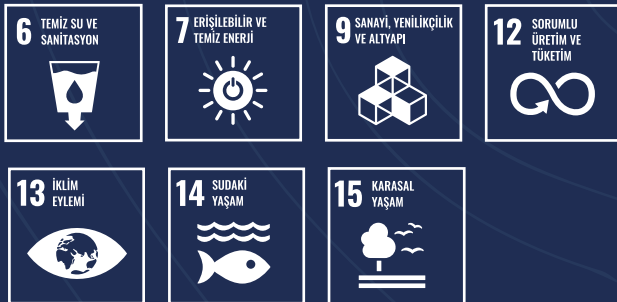 6 TEMİZ SU VE
SANİTASYON
7 ERİŞİLEBİLİR VE
TEMİZ ENERJİ
9 SANAYİ, YENİLİKÇİLİK
VE ALTYAPI
12 SORUMLU
ÜRETİM VE
TÜKETİM
13 İKLİM
EYLEMİ
14 SUDAKİ
YAŞAM
15 KARASAL
YAŞAM